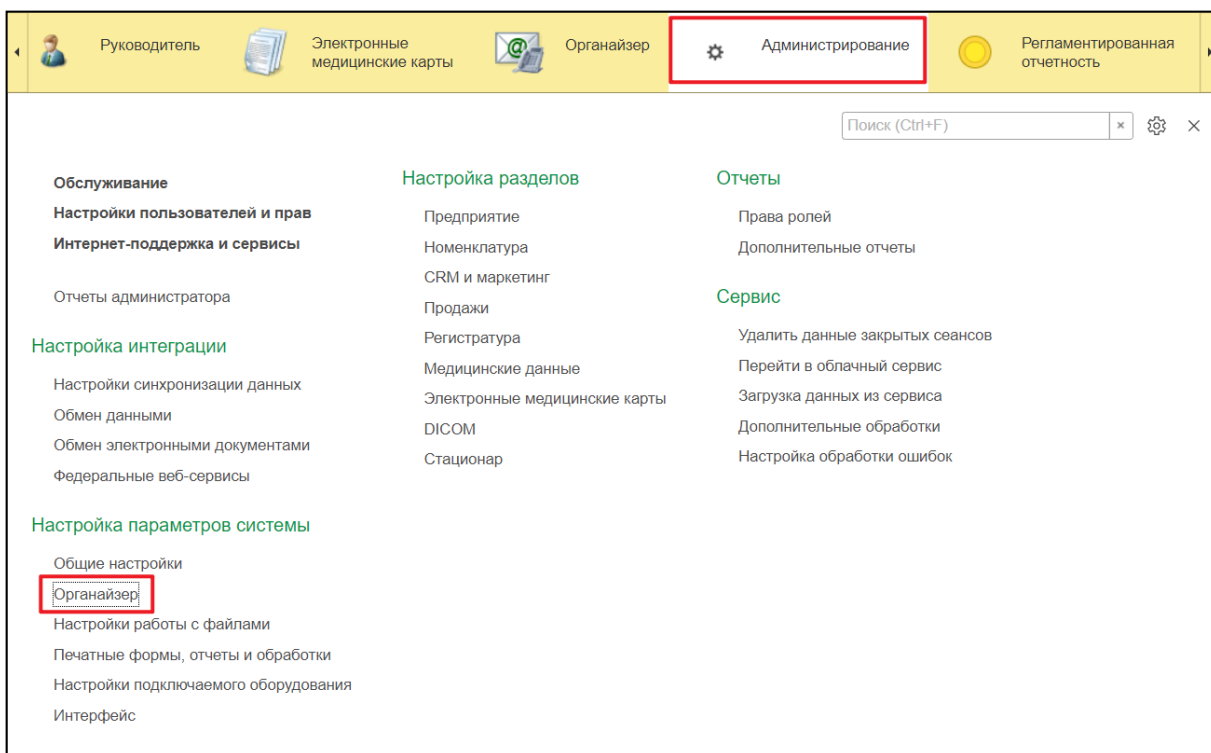 Руководитель
Электронные
медицинские карты
Органайзер
Администрирование
Регламентированная
отчетность
Поиск (Ctrl+F)
Обслуживание
Настройки пользователей и прав
Интернет-поддержка и сервисы
Отчеты администратора
Настройка интеграции
Настройки синхронизации данных
Обмен данными
Обмен электронными документами
Федеральные веб-сервисы
Настройка параметров системы
Общие настройки
Органайзер
Настройки работы с файлами
Печатные формы, отчеты и обработки
Настройки подключаемого оборудования
Интерфейс
Настройка разделов
Предприятие
Номенклатура
CRM и маркетинг
Продажи
Регистратура
Медицинские данные
Электронные медицинские карты
DICOM
Стационар
Отчеты
Права ролей
Дополнительные отчеты
Сервис
Удалить данные закрытых сеансов
Перейти в облачный сервис
Загрузка данных из сервиса
Дополнительные обработки
Настройка обработки ошибок